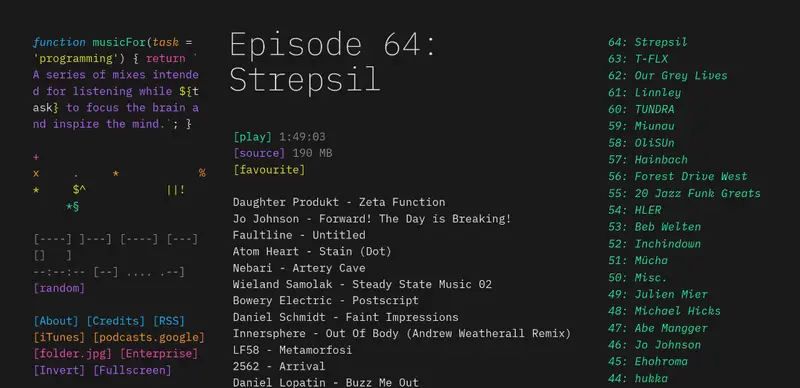 function musicFor(task =
'programming') { return `
A series of mixes intende
d for listening while ${t
ask} to focus the brain a
nd inspire the mind.`; }
+
x . * %
* $^ ||!
*§
[----] ]---] [----] [---]
[] ]
--:--:-- [--] .... .--]
[random]
[About] [Credits] [RSS]
[iTunes] [podcasts.google]
[folder.jpg] [Enterprise]
[Invert] [Fullscreen]
Episode 64:
Strepsil
[play] 1:49:03
[source] 190 MB
[favourite]
Daughter Produkt - Zeta Function
Jo Johnson - Forward! The Day is Breaking!
Faultline - Untitled
Atom Heart - Stain (Dot)
Nebari - Artery Cave
Wieland Samolak - Steady State Music 02
Bowery Electric - Postscript
Daniel Schmidt - Faint Impressions
Innersphere - Out Of Body (Andrew Weatherall Remix)
LF58 - Metamorfosi
2562 - Arrival
Daniel Lopatin - Buzz Me Out
64: Strepsil
63: T-FLX
62: Our Grey Lives
61: Linnley
60: TUNDRA
59: Miunau
58: OliSUn
57: Hainbach
56: Forest Drive West
55: 20 Jazz Funk Greats
54: HLER
53: Beb Welten
52: Inchindown
51: Mücha
50: Misc.
49: Julien Mier
48: Michael Hicks
47: Abe Mangger
46: Jo Johnson
45: Ehohroma
44: hukka